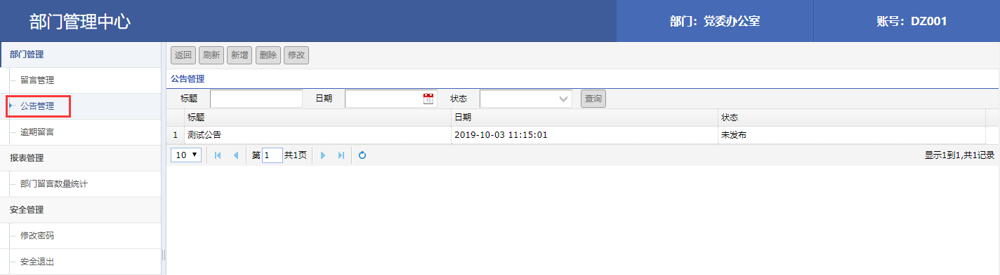 部门管理中心
部门：党委办公室
账号：DZ001
部门管理
留言管理
公告管理
逾期留言
报表管理
部门留言数量统计
安全管理
修改密码
安全退出
返回 刷新 新增 删除 修改
公告管理
标题 日期 状态 查询
标题 日期 状态
1 测试公告 2019-10-03 11:15:01 未发布
10 第 1 共1页 显示1到1,共1记录